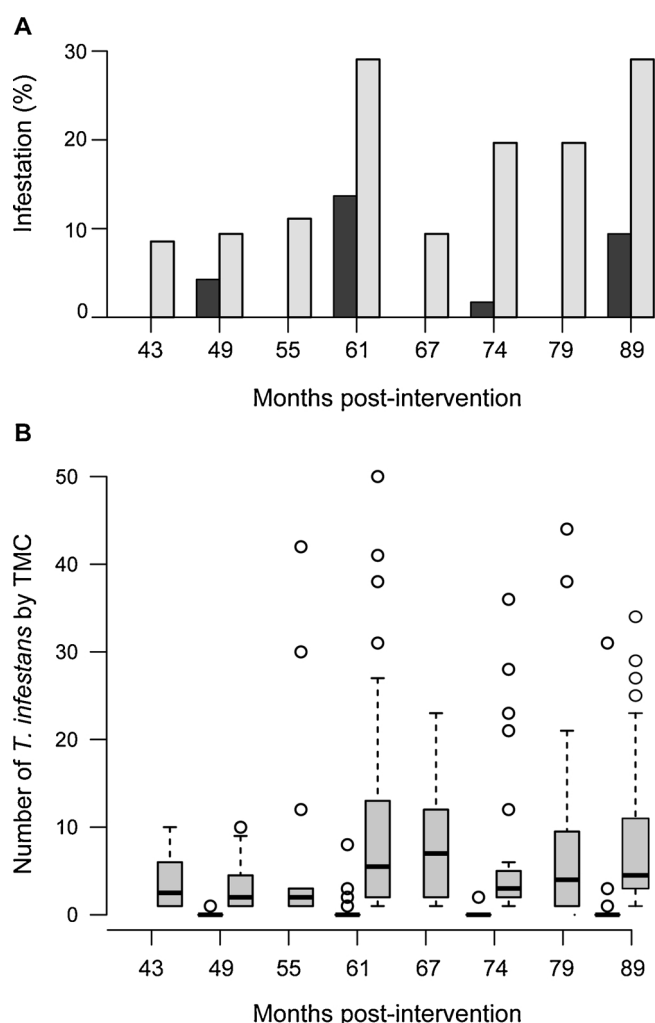 A
Infestation (%)
30
20
10
0
43 49 55 61 67 74 79 89
Months post-intervention
B
Number of T. infestans by TMC
50
40
30
20
10
0
43 49 55 61 67 74 79 89
Months post-intervention